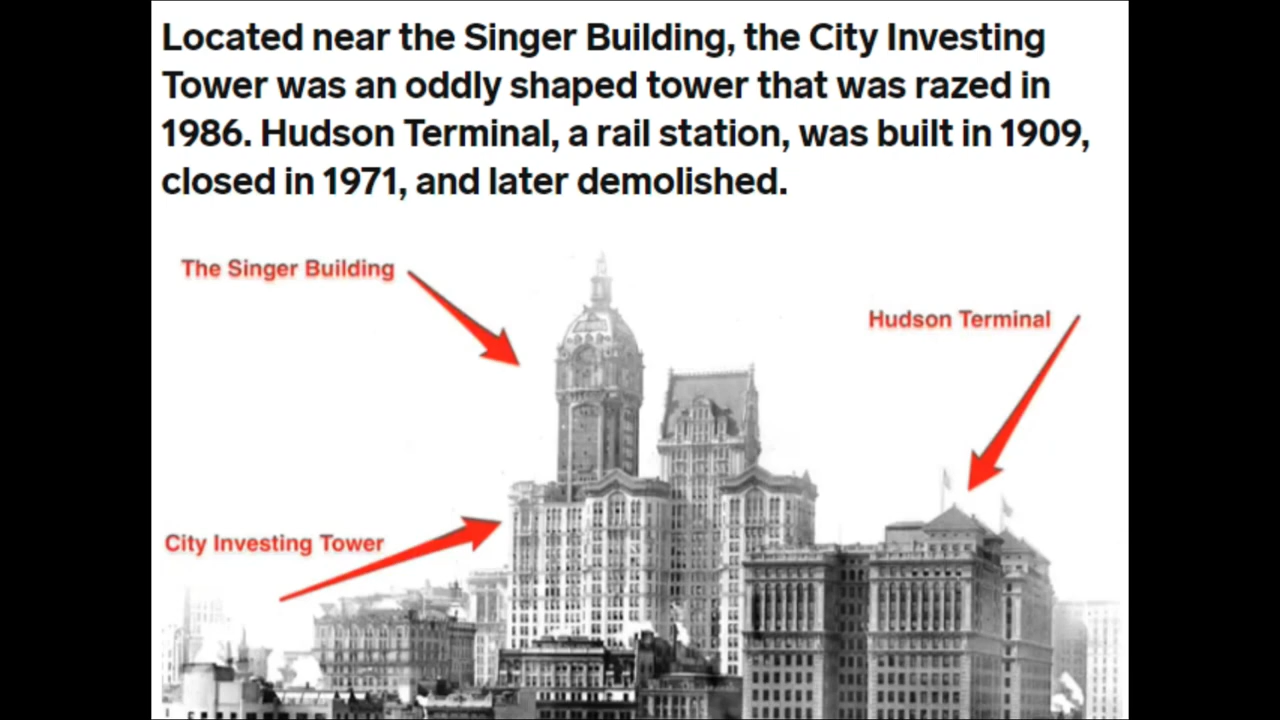 Located near the Singer Building, the City Investing
Tower was an oddly shaped tower that was razed in
1986. Hudson Terminal, a rail station, was built in 1909,
closed in 1971, and later demolished.
The Singer Building
Hudson Terminal
City Investing Tower